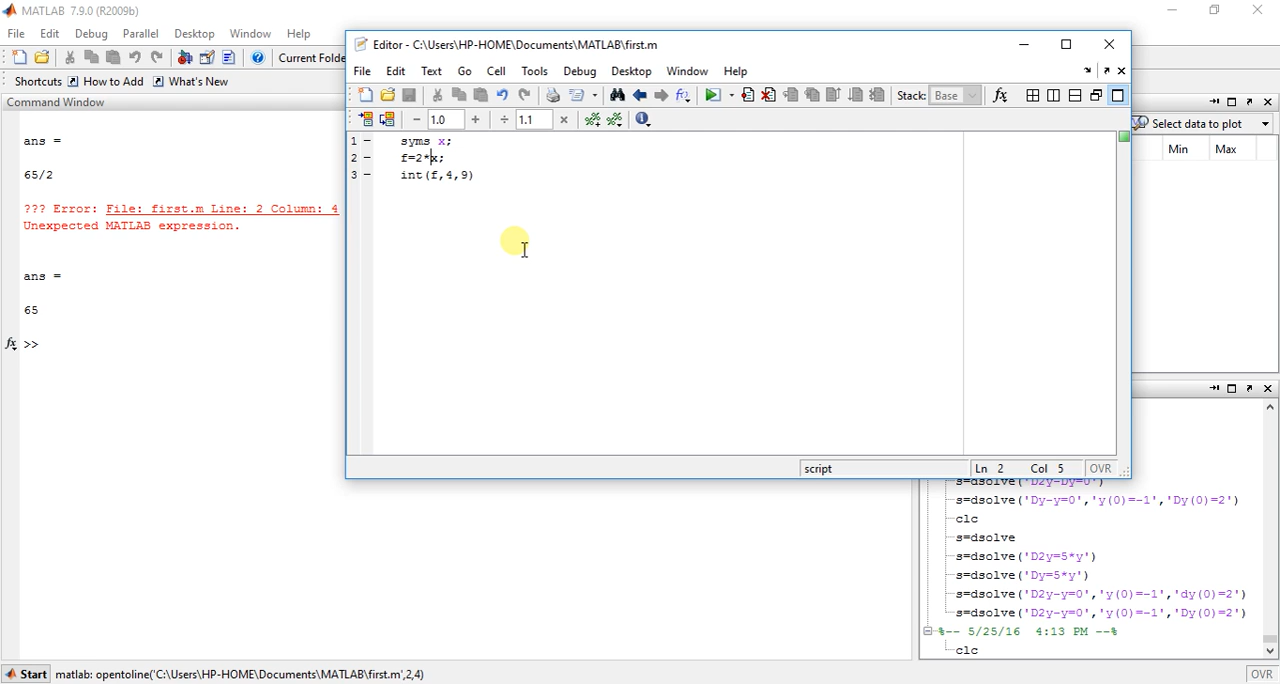 MATLAB 7.9.0 (R2009b)
File Edit Debug Parallel Desktop Window Help
Current Folde
Shortcuts How to Add What's New
Command Window
ans =
65/2
??? Error: File: first.m Line: 2 Column: 4
Unexpected MATLAB expression.
ans =
65
fx >>
Editor - C:\Users\HP-HOME\Documents\MATLAB\first.m
File Edit Text Go Cell Tools Debug Desktop Window Help
Stack: Base fx
− 1.0 + ÷ 1.1 ×
1 − syms x;
2 − f=2*x;
3 − int(f,4,9)
script Ln 2 Col 5 OVR
Select data to plot
Min Max
s=dsolve('D2y-Dy=0')
s=dsolve('Dy-y=0','y(0)=-1','Dy(0)=2')
clc
s=dsolve
s=dsolve('D2y=5*y')
s=dsolve('Dy=5*y')
s=dsolve('D2y-y=0','y(0)=-1','dy(0)=2')
s=dsolve('D2y-y=0','y(0)=-1','Dy(0)=2')
%-- 5/25/16 4:13 PM --%
clc
Start matlab: opentoline('C:\Users\HP-HOME\Documents\MATLAB\first.m',2,4) OVR